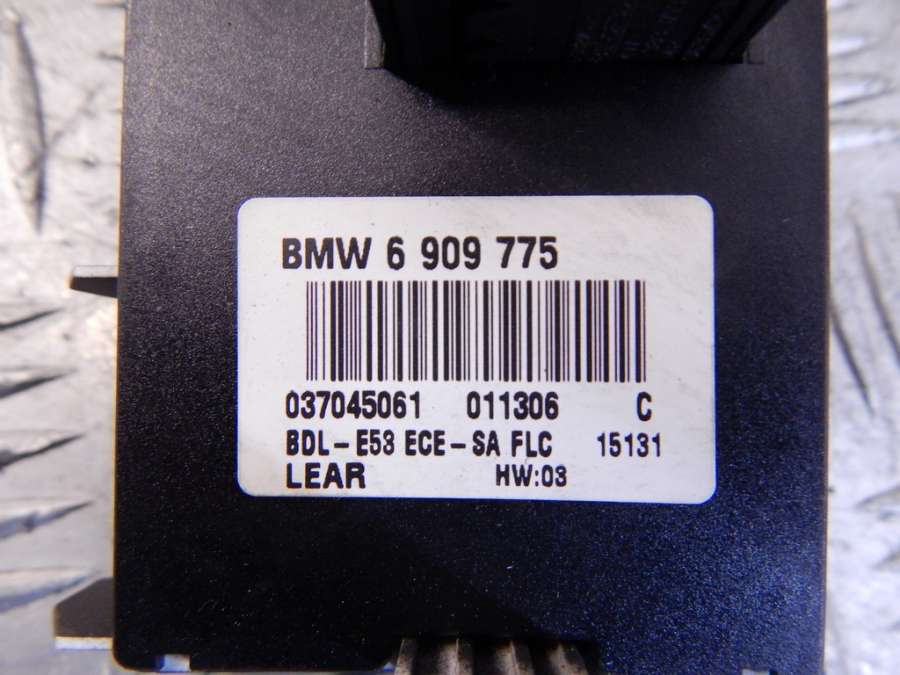 BMW 6 909 775
037045061 011306 C
BDL-E53 ECE-SA FLC 15131
LEAR HW:03